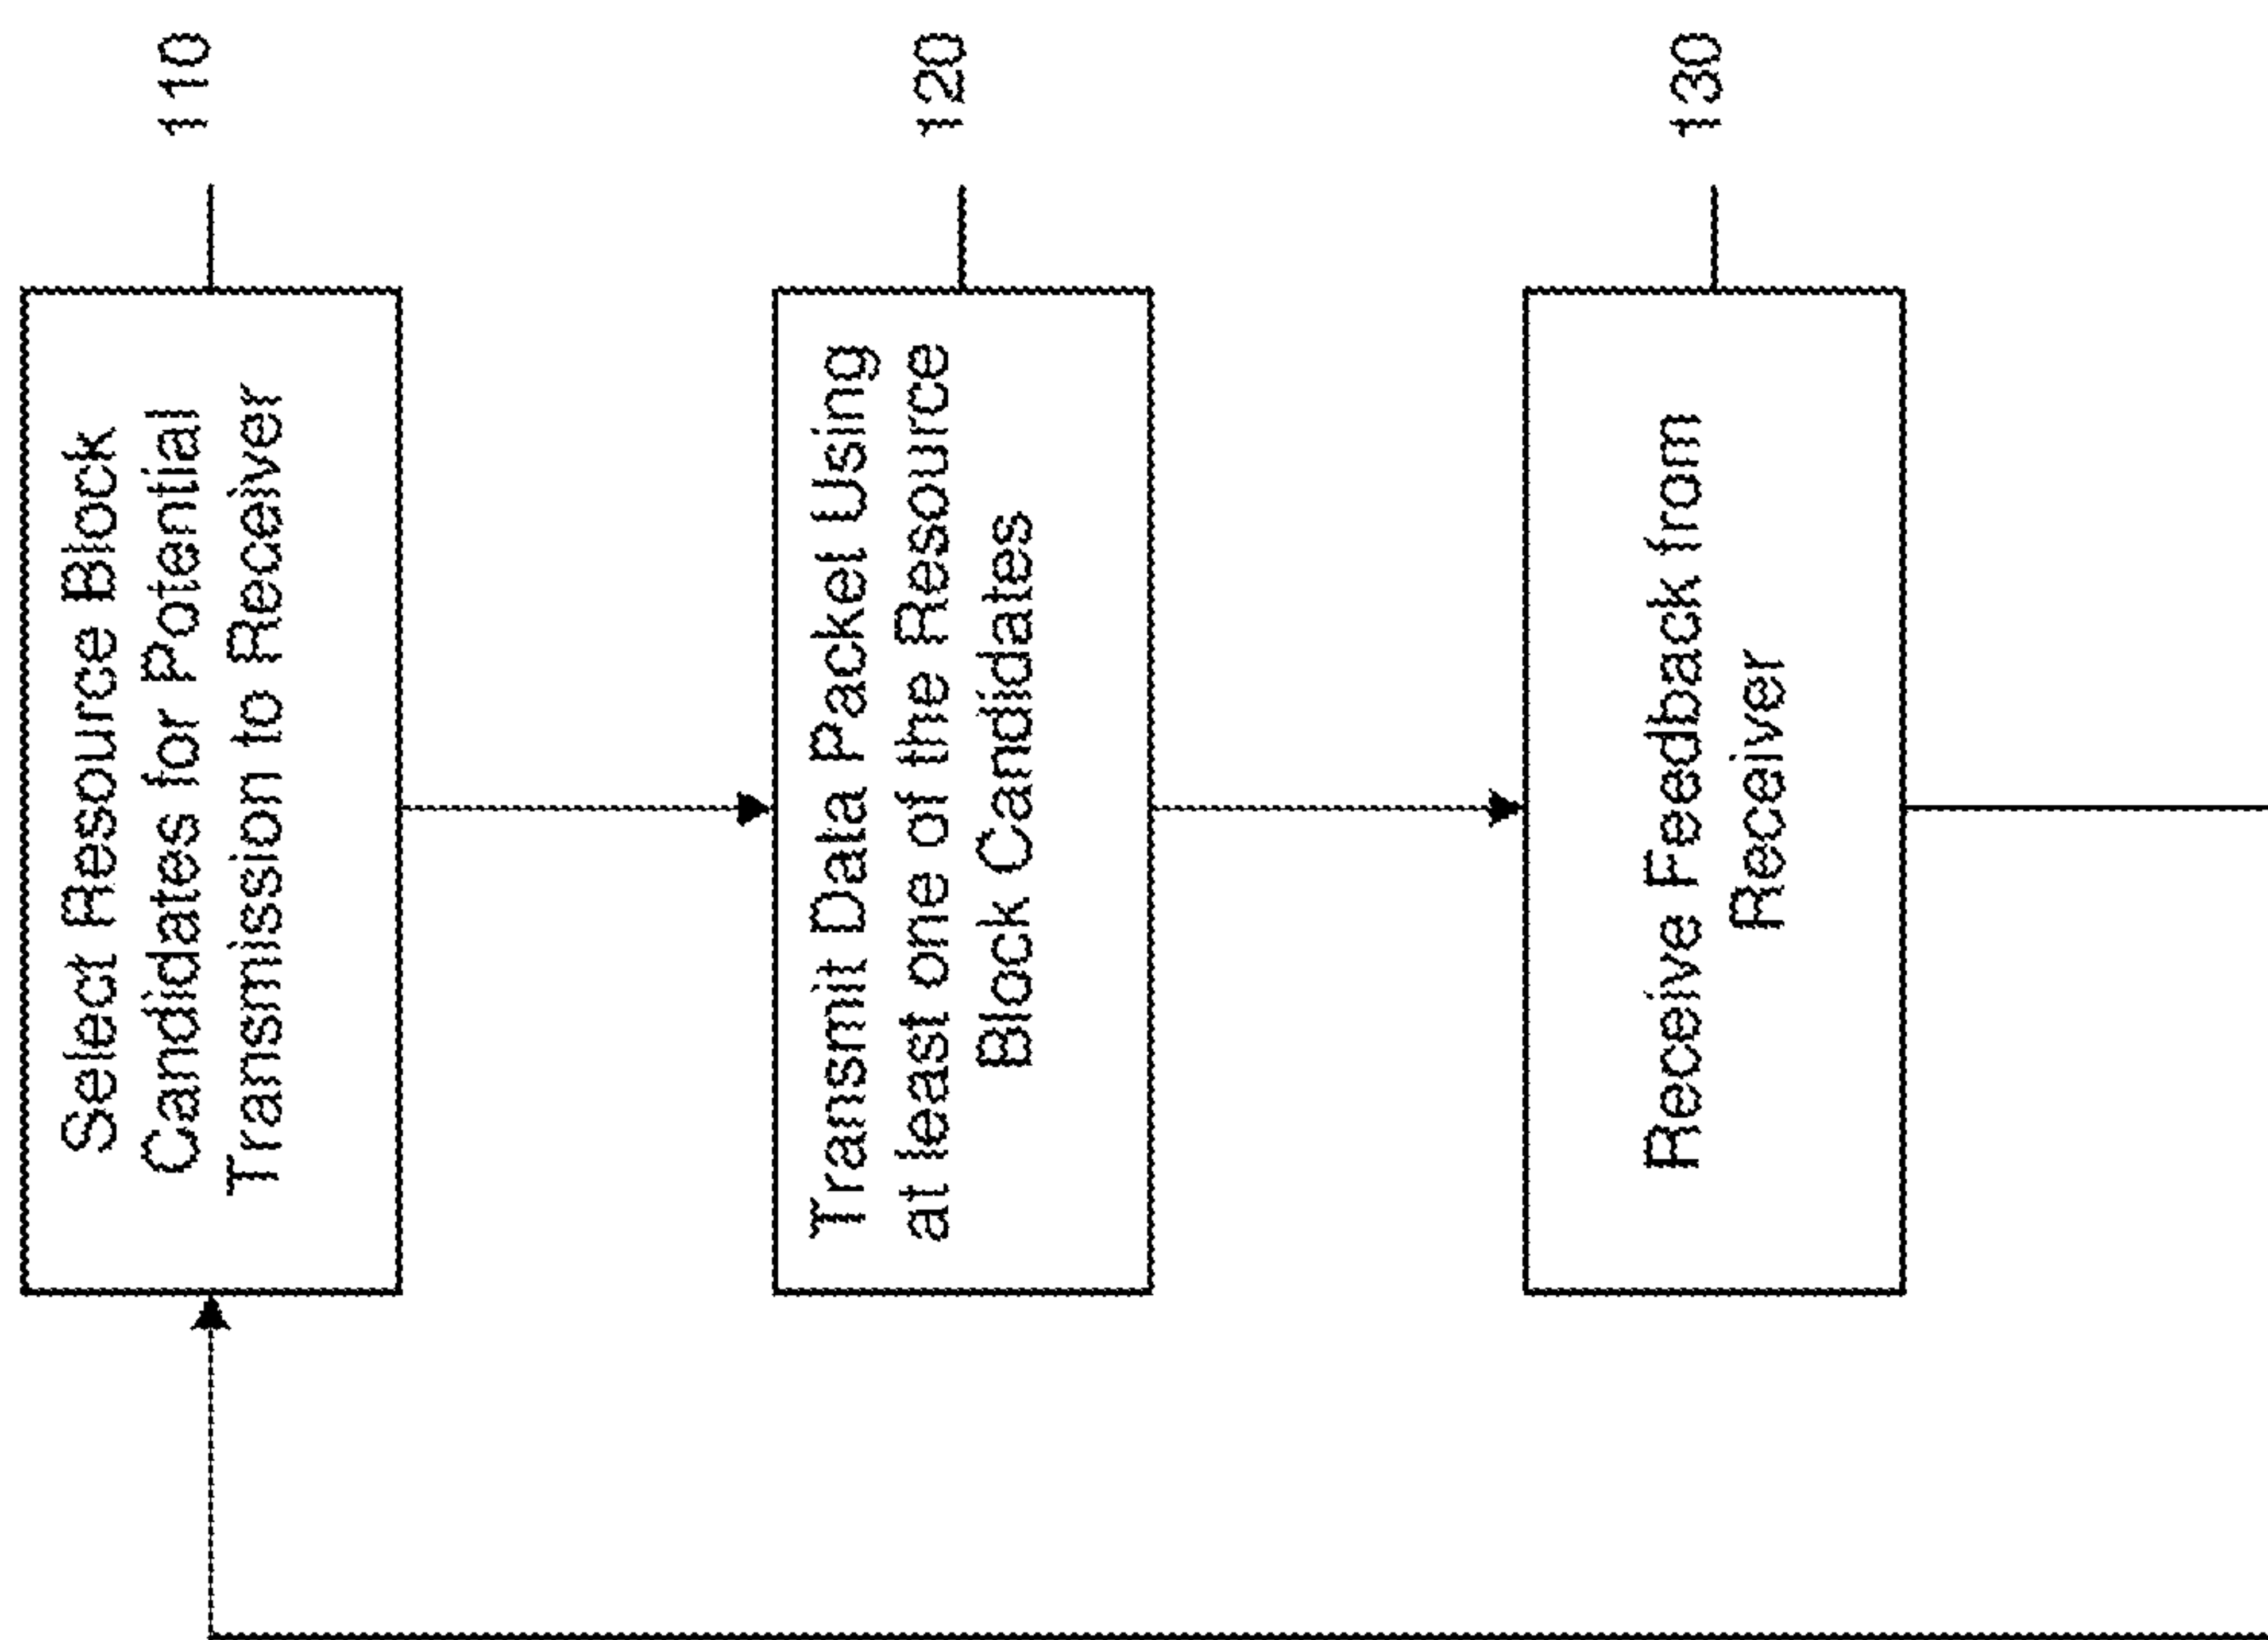 Select Resource Block
Candidates for Potential
Transmission to Receiver
110
Transmit Data Packet Using
at least one of the Resource
Block Candidates
120
Receive Feedback from
Receiver
130